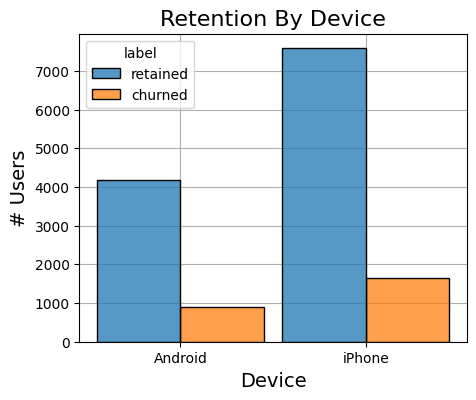 Retention By Device
label
retained
churned
# Users
7000
6000
5000
4000
3000
2000
1000
0
Android
iPhone
Device